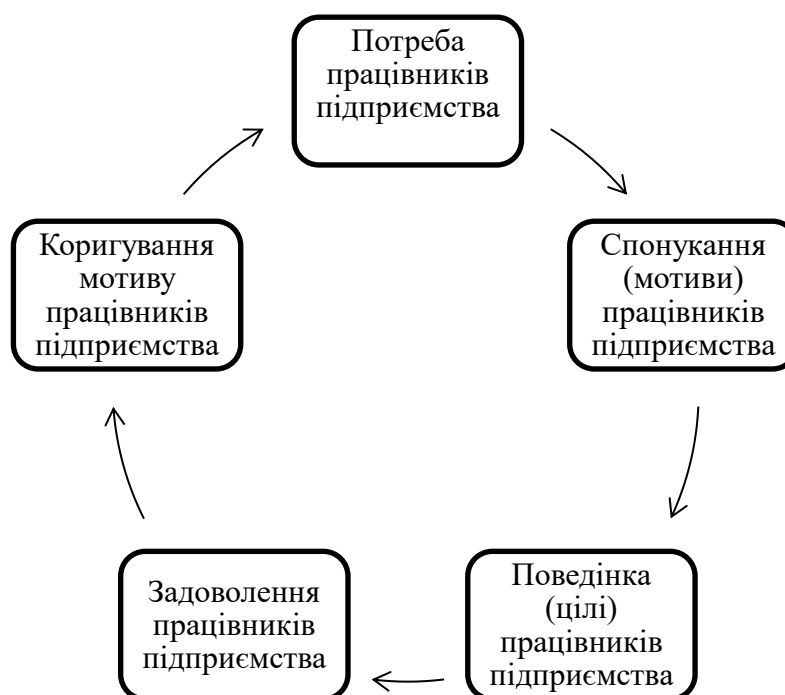 Потреба
працівників
підприємства
Спонукання
(мотиви)
працівників
підприємства
Поведінка
(цілі)
працівників
підприємства
Задоволення
працівників
підприємства
Коригування
мотиву
працівників
підприємства